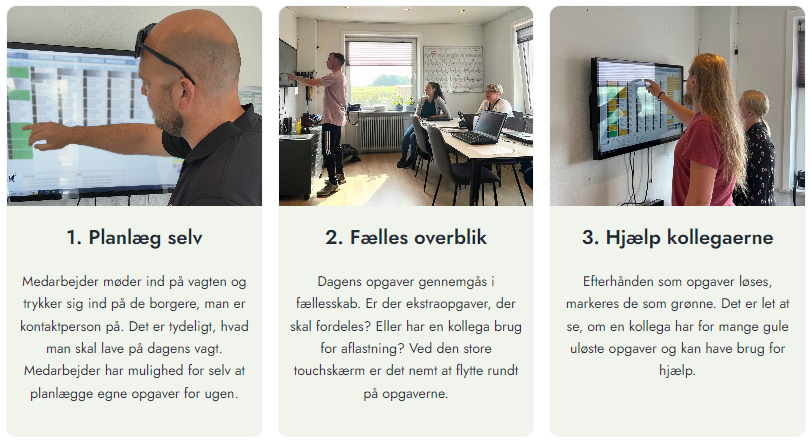 1. Planlæg selv
Medarbejder møder ind på vagten og
trykker sig ind på de borgere, man er
kontaktperson på. Det er tydeligt, hvad
man skal lave på dagens vagt.
Medarbejder har mulighed for selv at
planlægge egne opgaver for ugen.
2. Fælles overblik
Dagens opgaver gennemgås i
fællesskab. Er der ekstraopgaver, der
skal fordeles? Eller har en kollega brug
for aflastning? Ved den store
touchskærm er det nemt at flytte rundt
på opgaverne.
3. Hjælp kollegaerne
Efterhånden som opgaver løses,
markeres de som grønne. Det er let at
se, om en kollega har for mange gule
uløste opgaver og kan have brug for
hjælp.